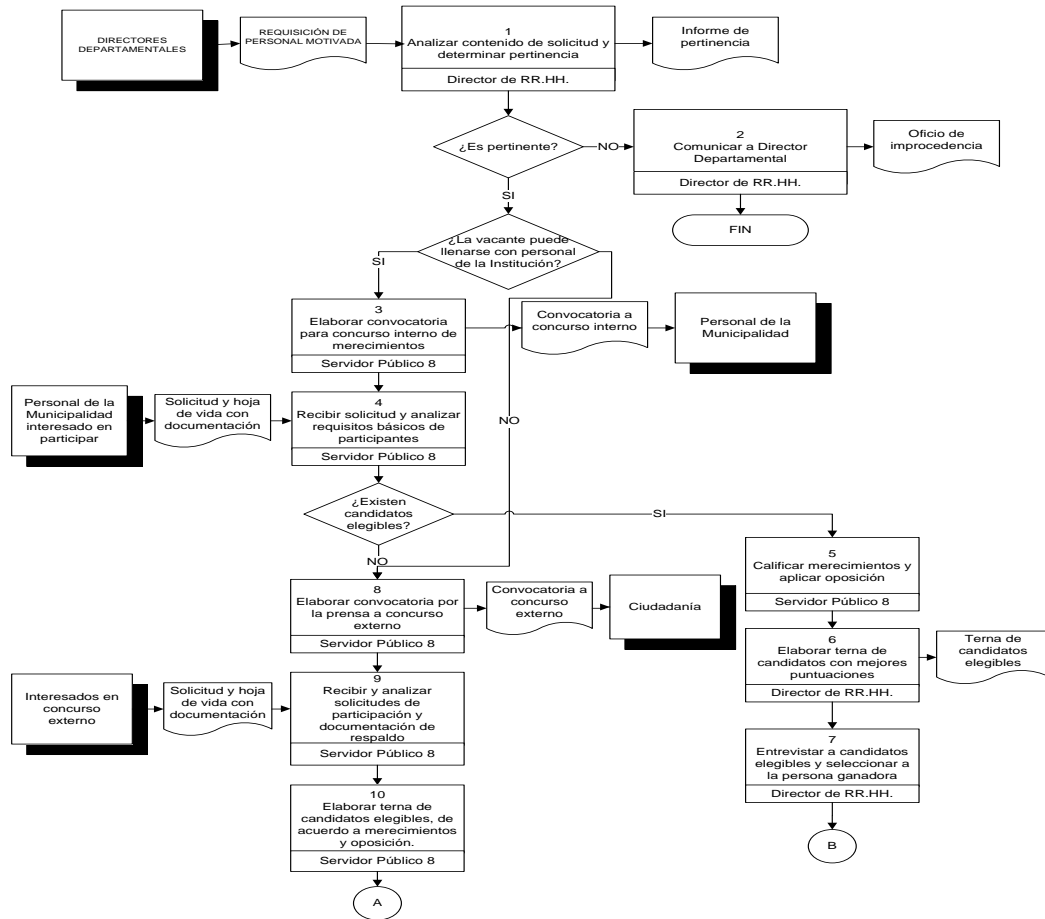 DIRECTORES
DEPARTAMENTALES
REQUISICIÓN DE
PERSONAL MOTIVADA
1
Analizar contenido de solicitud y
determinar pertinencia
Director de RR.HH.
Informe de
pertinencia
¿Es pertinente?
NO
2
Comunicar a Director
Departamental
Director de RR.HH.
Oficio de
improcedencia
SI
FIN
¿La vacante puede
llenarse con personal
de la Institución?
SI
3
Elaborar convocatoria
para concurso interno de
merecimientos
Servidor Público 8
Convocatoria a
concurso interno
Personal de la
Municipalidad
Personal de la
Municipalidad
interesado en
participar
Solicitud y hoja
de vida con
documentación
4
Recibir solicitud y analizar
requisitos básicos de
participantes
Servidor Público 8
NO
¿Existen
candidatos
elegibles?
SI
NO
5
Calificar merecimientos y
aplicar oposición
Servidor Público 8
8
Elaborar convocatoria por
la prensa a concurso
externo
Servidor Público 8
Convocatoria a
concurso
externo
Ciudadanía
6
Elaborar terna de
candidatos con mejores
puntuaciones
Director de RR.HH.
Terna de
candidatos
elegibles
Interesados en
concurso
externo
Solicitud y hoja
de vida con
documentación
9
Recibir y analizar
solicitudes de
participación y
documentación de
respaldo
Servidor Público 8
7
Entrevistar a candidatos
elegibles y seleccionar a
la persona ganadora
Director de RR.HH.
10
Elaborar terna de
candidatos elegibles, de
acuerdo a merecimientos
y oposición.
Servidor Público 8
B
A